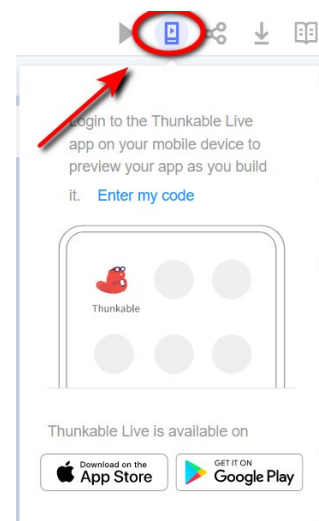 Login to the Thunkable Live
app on your mobile device to
preview your app as you build
it. Enter my code
Thunkable
Thunkable Live is available on
Download on the
App Store
GET IT ON
Google Play